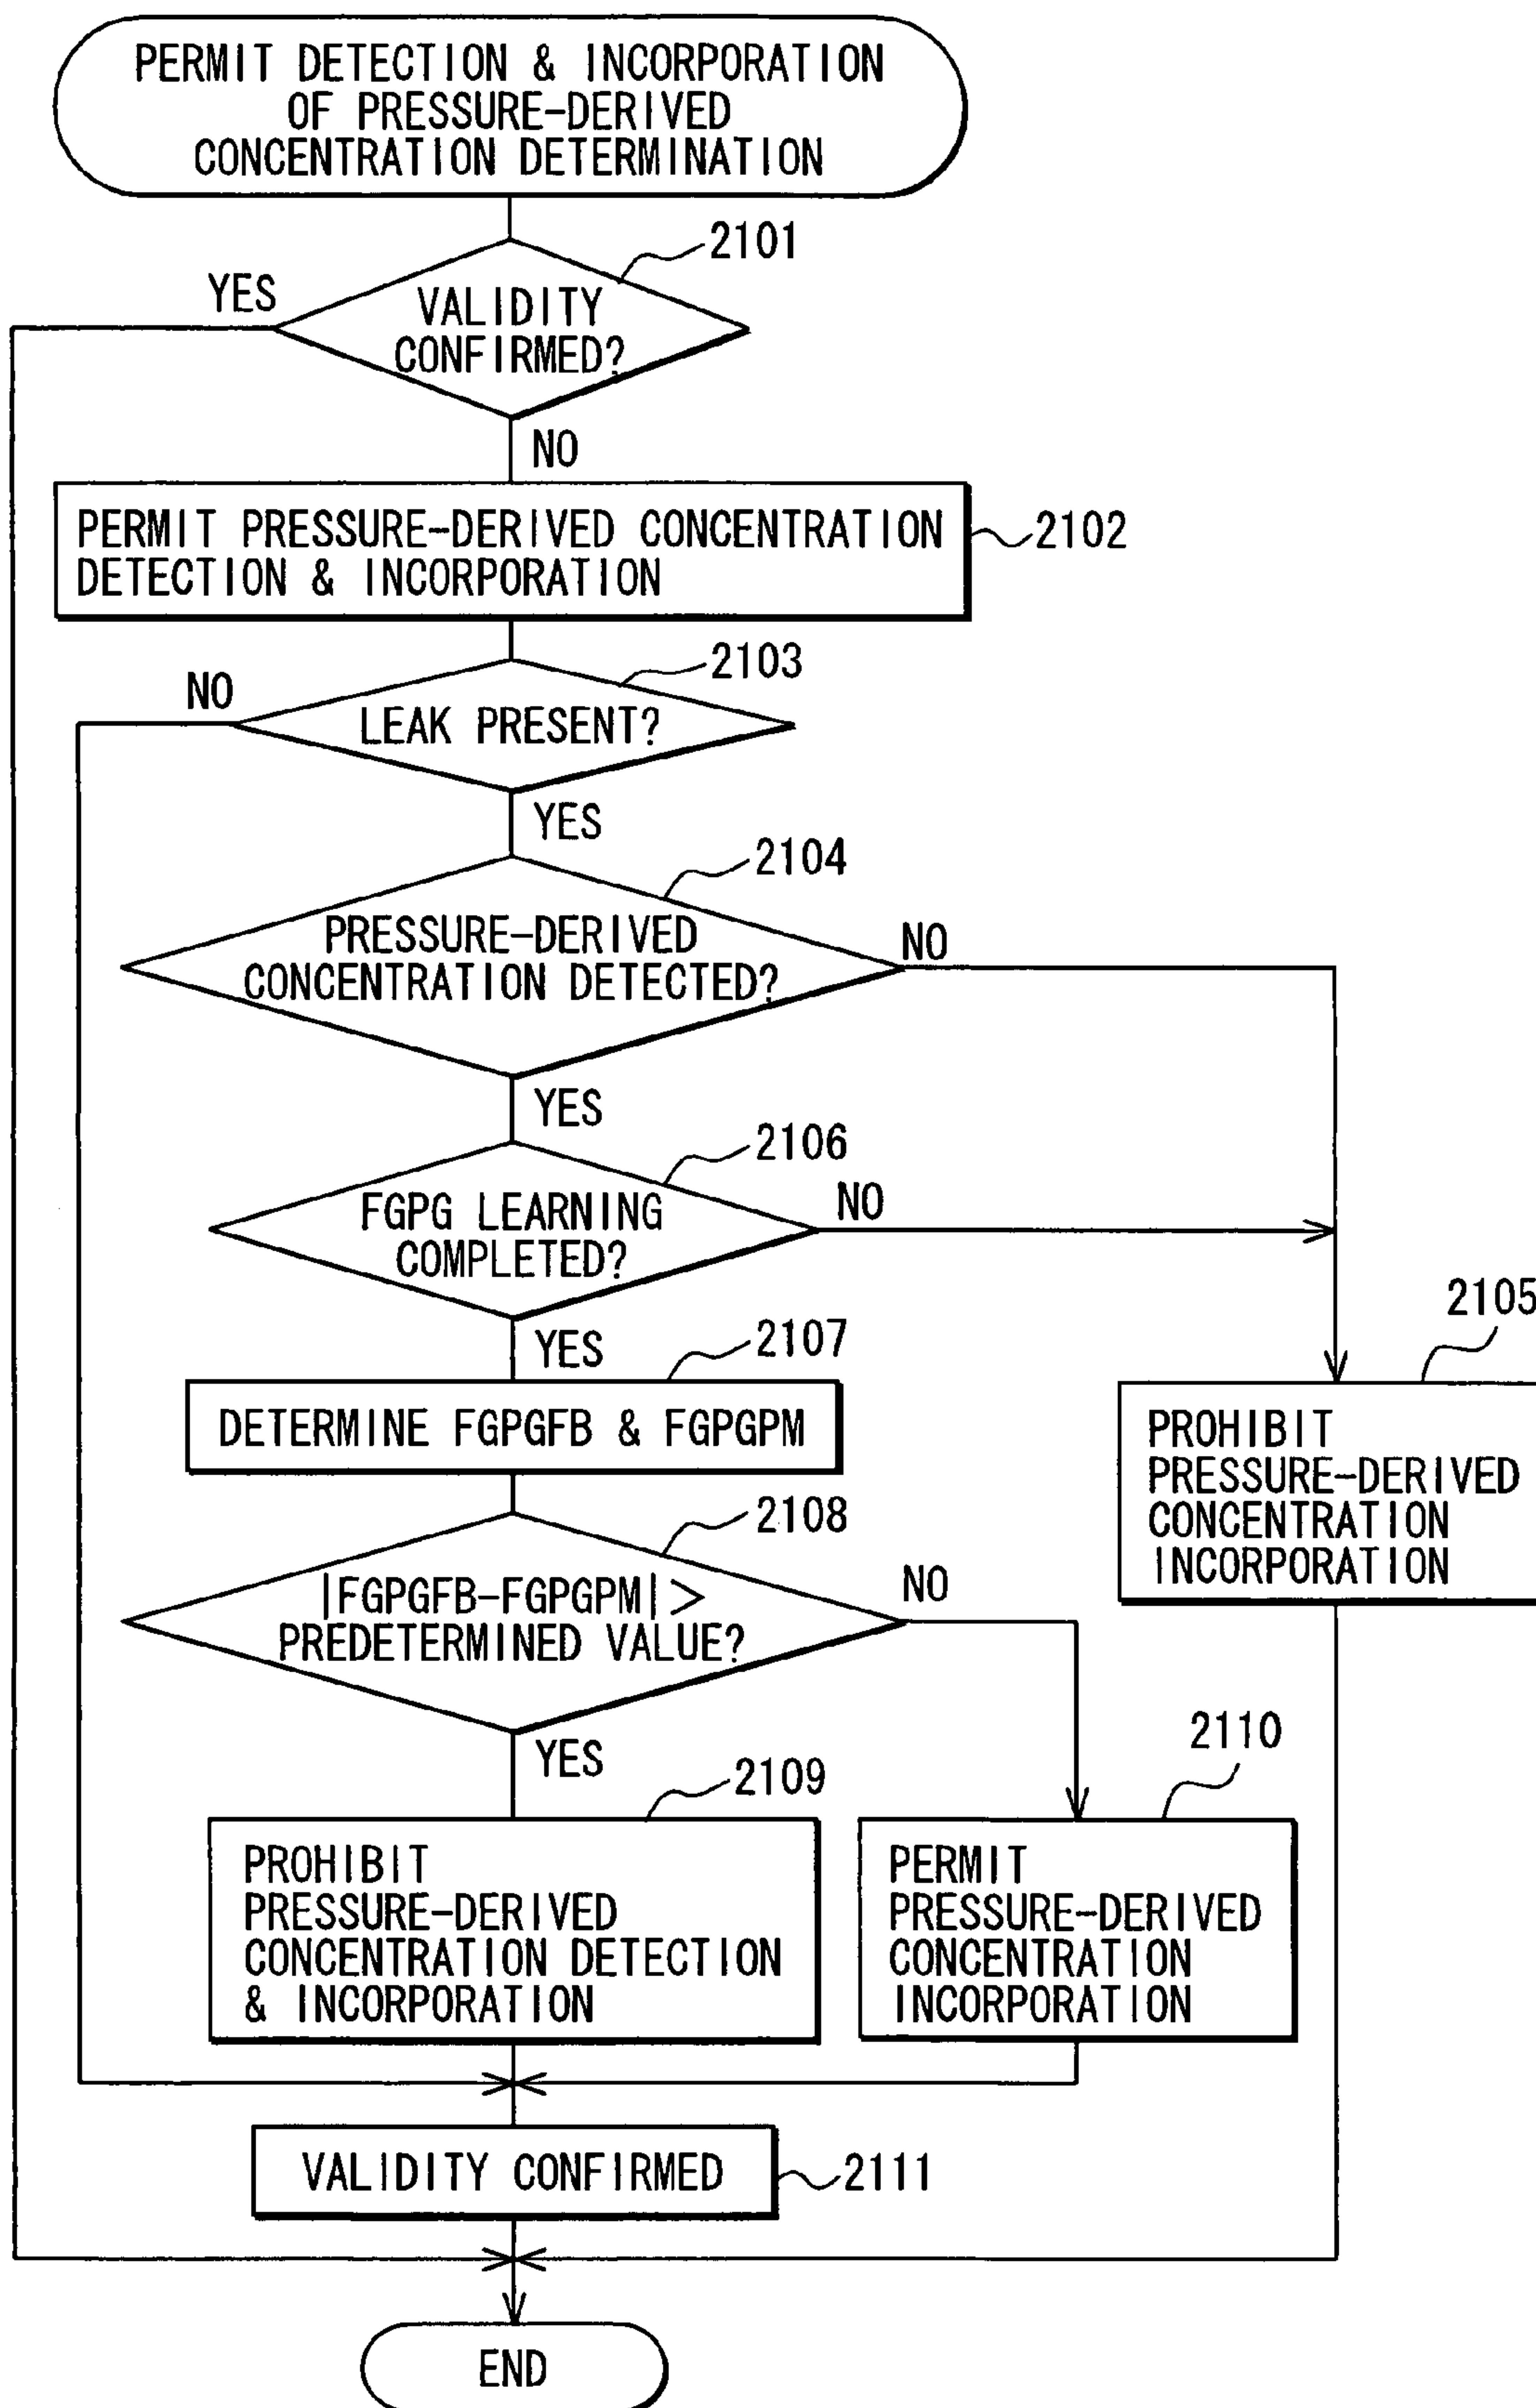 PERMIT DETECTION & INCORPORATION
OF PRESSURE-DERIVED
CONCENTRATION DETERMINATION
2101
YES
VALIDITY
CONFIRMED?
NO
PERMIT PRESSURE-DERIVED CONCENTRATION
DETECTION & INCORPORATION
2102
2103
NO
LEAK PRESENT?
YES
2104
PRESSURE-DERIVED
CONCENTRATION DETECTED?
NO
YES
2106
FGPG LEARNING
COMPLETED?
NO
2105
YES
2107
DETERMINE FGPGFB & FGPGPM
PROHIBIT
PRESSURE-DERIVED
CONCENTRATION
INCORPORATION
2108
|FGPGFB-FGPGPM|>
PREDETERMINED VALUE?
NO
YES
2109
2110
PROHIBIT
PRESSURE-DERIVED
CONCENTRATION DETECTION
& INCORPORATION
PERMIT
PRESSURE-DERIVED
CONCENTRATION
INCORPORATION
VALIDITY CONFIRMED
2111
END